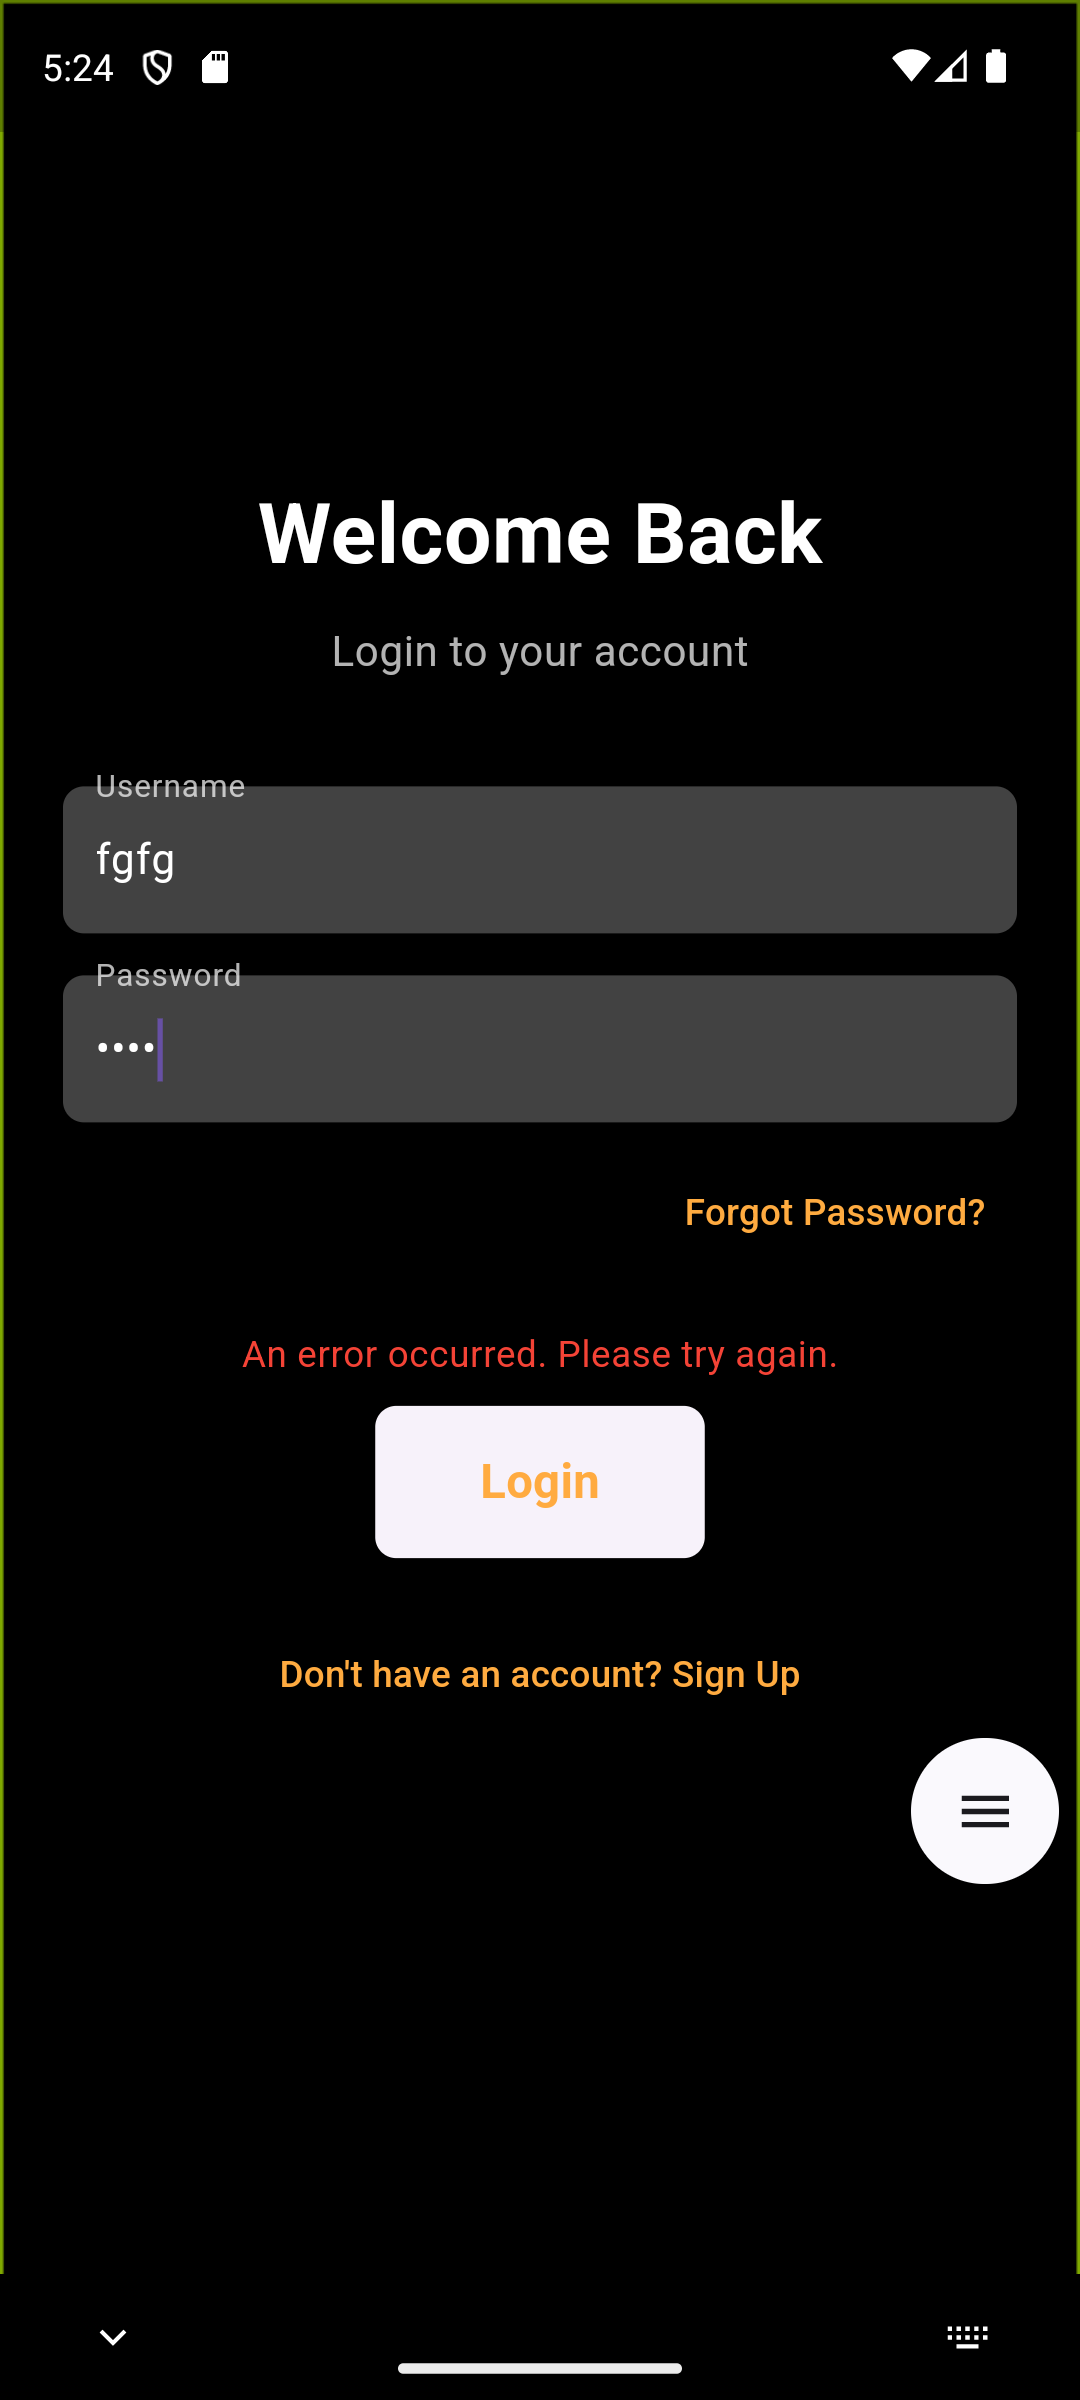 5:24
Welcome Back
Login to your account
Username
fgfg
Password
••••
Forgot Password?
An error occurred. Please try again.
Login
Don't have an account? Sign Up